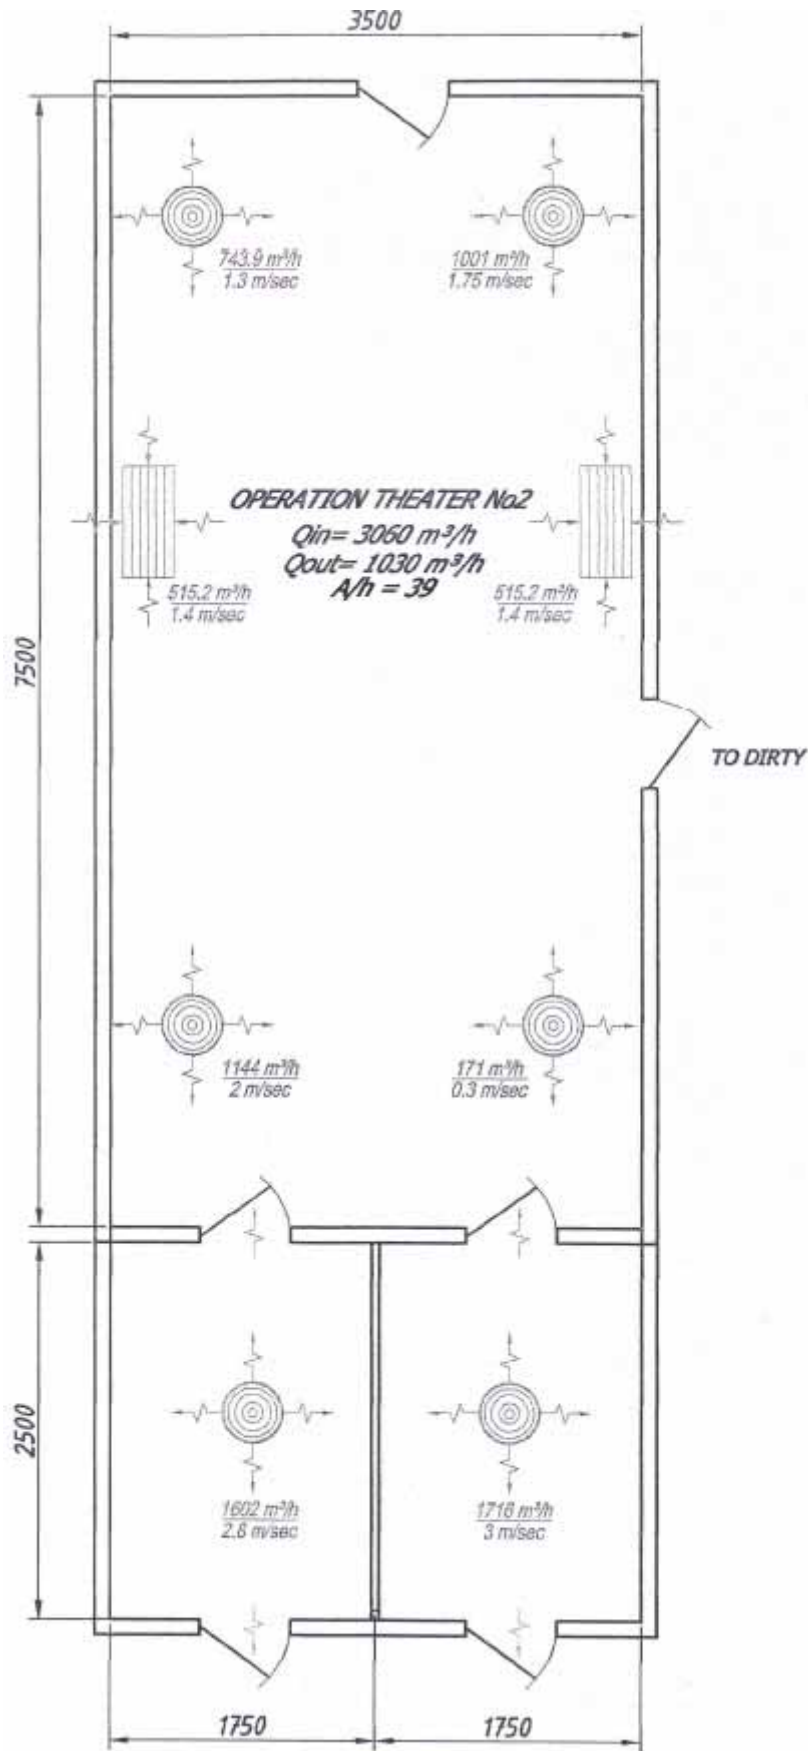 3500
743.9 m³/h
1.3 m/sec
1001 m³/h
1.75 m/sec
OPERATION THEATER No2
Qin= 3060 m³/h
Qout= 1030 m³/h
A/h = 39
515.2 m³/h
1.4 m/sec
515.2 m³/h
1.4 m/sec
7500
TO DIRTY
1144 m³/h
2 m/sec
171 m³/h
0.3 m/sec
2500
1602 m³/h
2.8 m/sec
1716 m³/h
3 m/sec
1750
1750